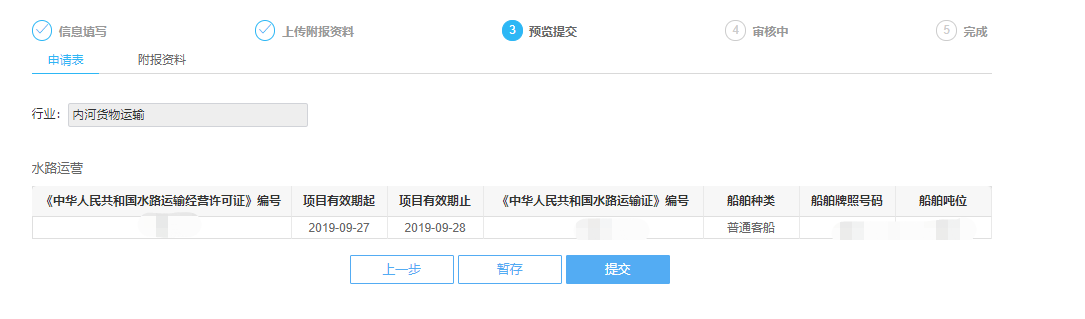 信息填写 上传附报资料 3 预览提交 4 审核中 5 完成
申请表 附报资料
行业： 内河货物运输
水路运营
《中华人民共和国水路运输经营许可证》编号 项目有效期起 项目有效期止 《中华人民共和国水路运输证》编号 船舶种类 船舶牌照号码 船舶吨位
2019-09-27 2019-09-28 普通客船
上一步 暂存 提交